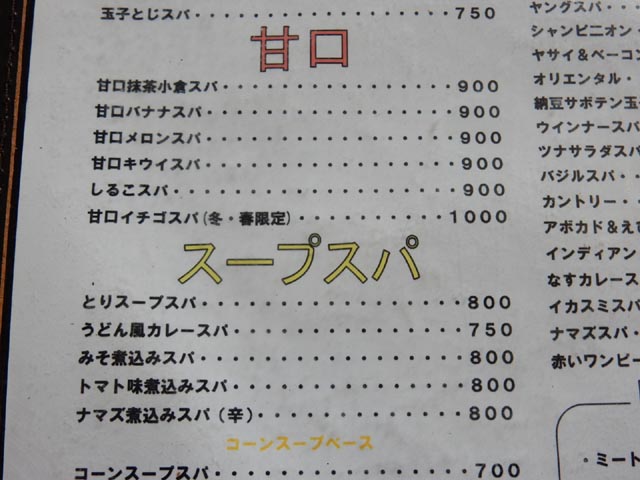 玉子とじスパ・・・・・・・・・・・・・・・・・750
甘口
甘口抹茶小倉スパ・・・・・・・・・・・・・・・900
甘口バナナスパ・・・・・・・・・・・・・・・・900
甘口メロンスパ・・・・・・・・・・・・・・・・900
甘口キウイスパ・・・・・・・・・・・・・・・・900
しるこスパ・・・・・・・・・・・・・・・・・・900
甘口イチゴスパ(冬・春限定)・・・・・・・・・・1000
スープスパ
とりスープスパ・・・・・・・・・・・・・・・・800
うどん風カレースパ・・・・・・・・・・・・・・750
みそ煮込みスパ・・・・・・・・・・・・・・・・800
トマト味煮込みスパ・・・・・・・・・・・・・・800
ナマズ煮込みスパ(辛)・・・・・・・・・・・・・800
コーンスープベース
コーンスープスパ・・・・・・・・・・・・・・・700
ヤングスパ・・・・
シャンピニオン・
ヤサイ&ベーコン
オリエンタル・・
納豆サボテン玉
ウインナースパ
ツナサラダスパ
バジルスパ・・・
カントリー・・・
アボカド&えび
インディアン
なすカレース
イカスミスパ
ナマズスパ・
赤いワンピー
・ミート